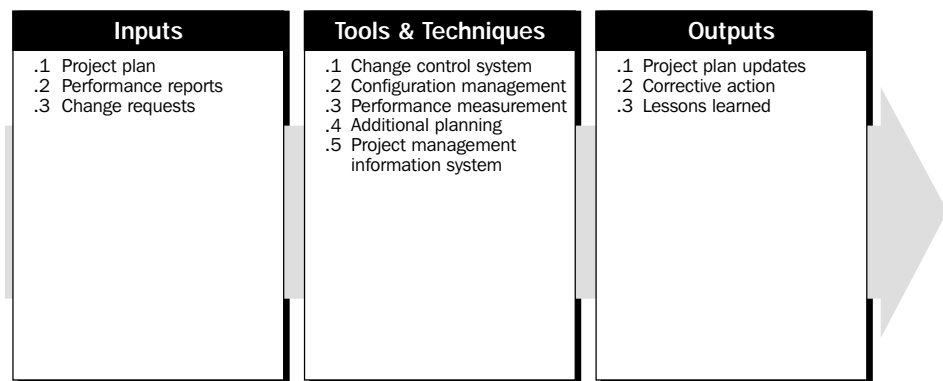 Inputs
.1 Project plan
.2 Performance reports
.3 Change requests
Tools & Techniques
.1 Change control system
.2 Configuration management
.3 Performance measurement
.4 Additional planning
.5 Project management
information system
Outputs
.1 Project plan updates
.2 Corrective action
.3 Lessons learned